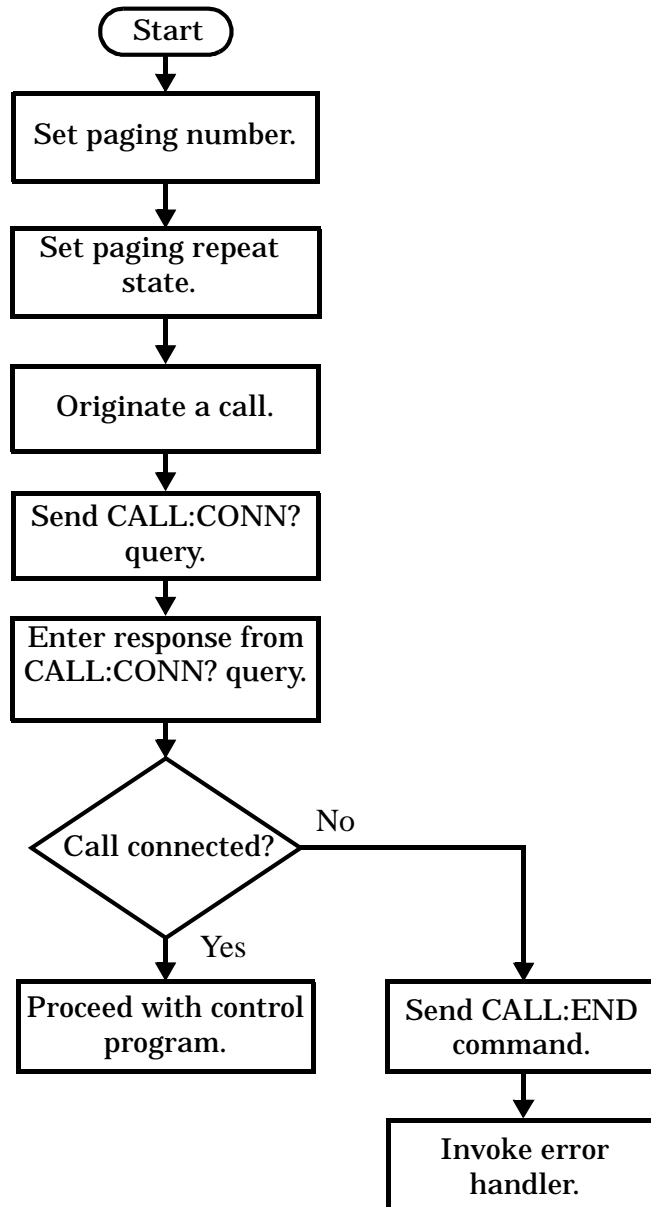 Start
Set paging number.
Set paging repeat
state.
Originate a call.
Send CALL:CONN?
query.
Enter response from
CALL:CONN? query.
Call connected?
No
Yes
Proceed with control
program.
Send CALL:END
command.
Invoke error
handler.